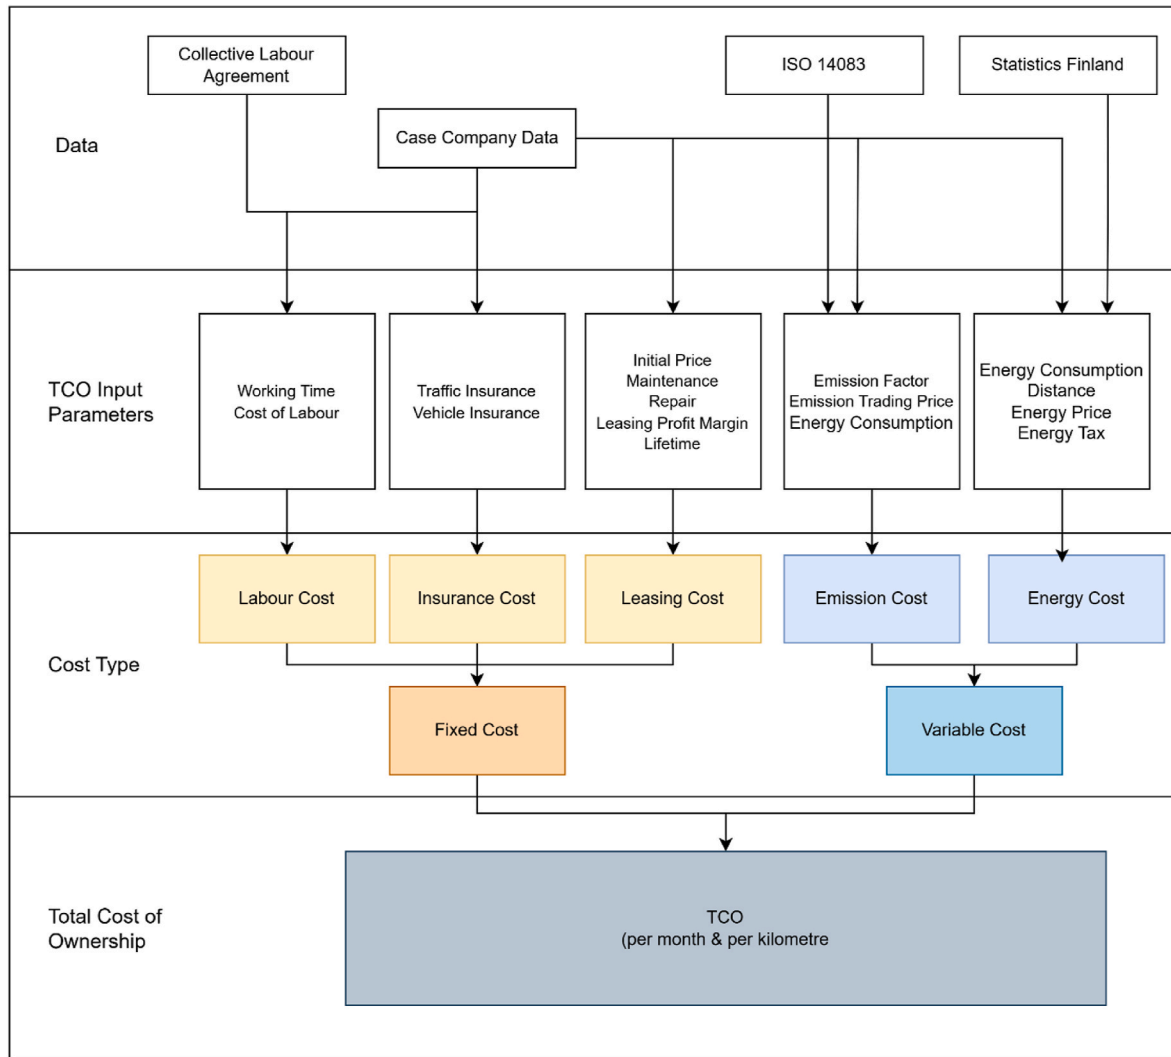 Data
Collective Labour
Agreement
Case Company Data
ISO 14083
Statistics Finland
TCO Input
Parameters
Working Time
Cost of Labour
Traffic Insurance
Vehicle Insurance
Initial Price
Maintenance
Repair
Leasing Profit Margin
Lifetime
Emission Factor
Emission Trading Price
Energy Consumption
Energy Consumption
Distance
Energy Price
Energy Tax
Cost Type
Labour Cost
Insurance Cost
Leasing Cost
Emission Cost
Energy Cost
Fixed Cost
Variable Cost
Total Cost of
Ownership
TCO
(per month & per kilometre